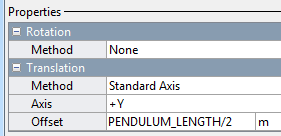 Properties
Rotation
Method None
Translation
Method Standard Axis
Axis +Y
Offset PENDULUM_LENGTH/2 m